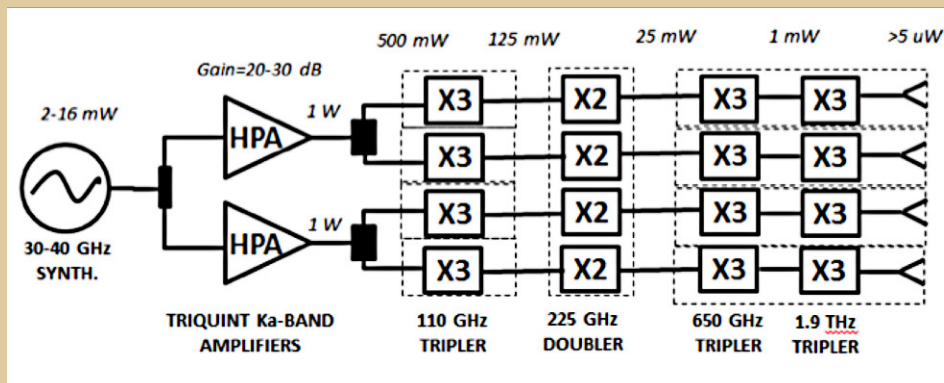 500 mW 125 mW 25 mW 1 mW >5 uW
Gain=20-30 dB
2-16 mW
1 W
HPA
X3 X2 X3 X3
X3 X2 X3 X3
1 W
HPA
X3 X2 X3 X3
X3 X2 X3 X3
30-40 GHz
SYNTH.
TRIQUINT Ka-BAND
AMPLIFIERS
110 GHz
TRIPLER
225 GHz
DOUBLER
650 GHz
TRIPLER
1.9 THz
TRIPLER